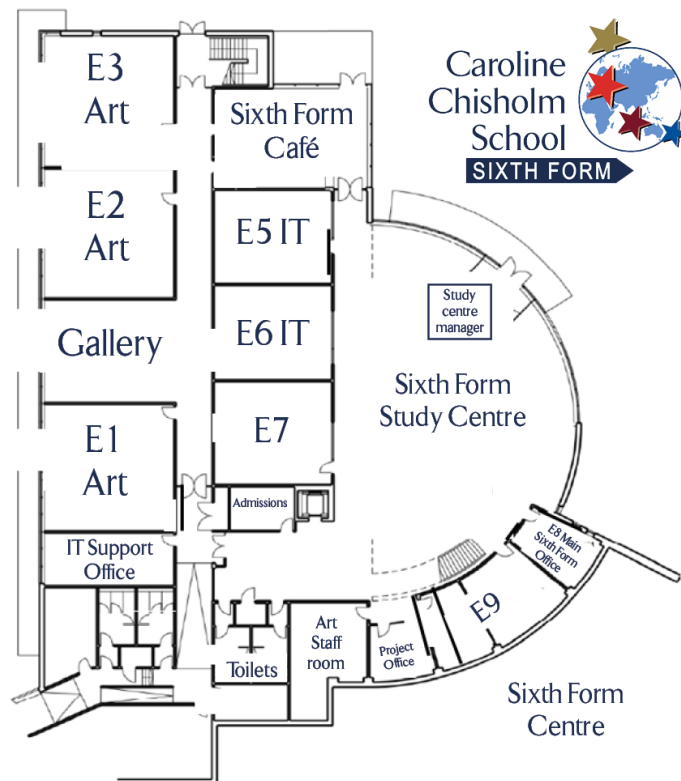 E3
Art
Sixth Form
Café
Caroline
Chisholm
School
SIXTH FORM
E2
Art
E5 IT
Study
centre
manager
Gallery
E6 IT
Sixth Form
Study Centre
E1
Art
E7
Admissions
IT Support
Office
E8 Main
Sixth Form
Office
E9
Art
Staff
room
Project
Office
Toilets
Sixth Form
Centre